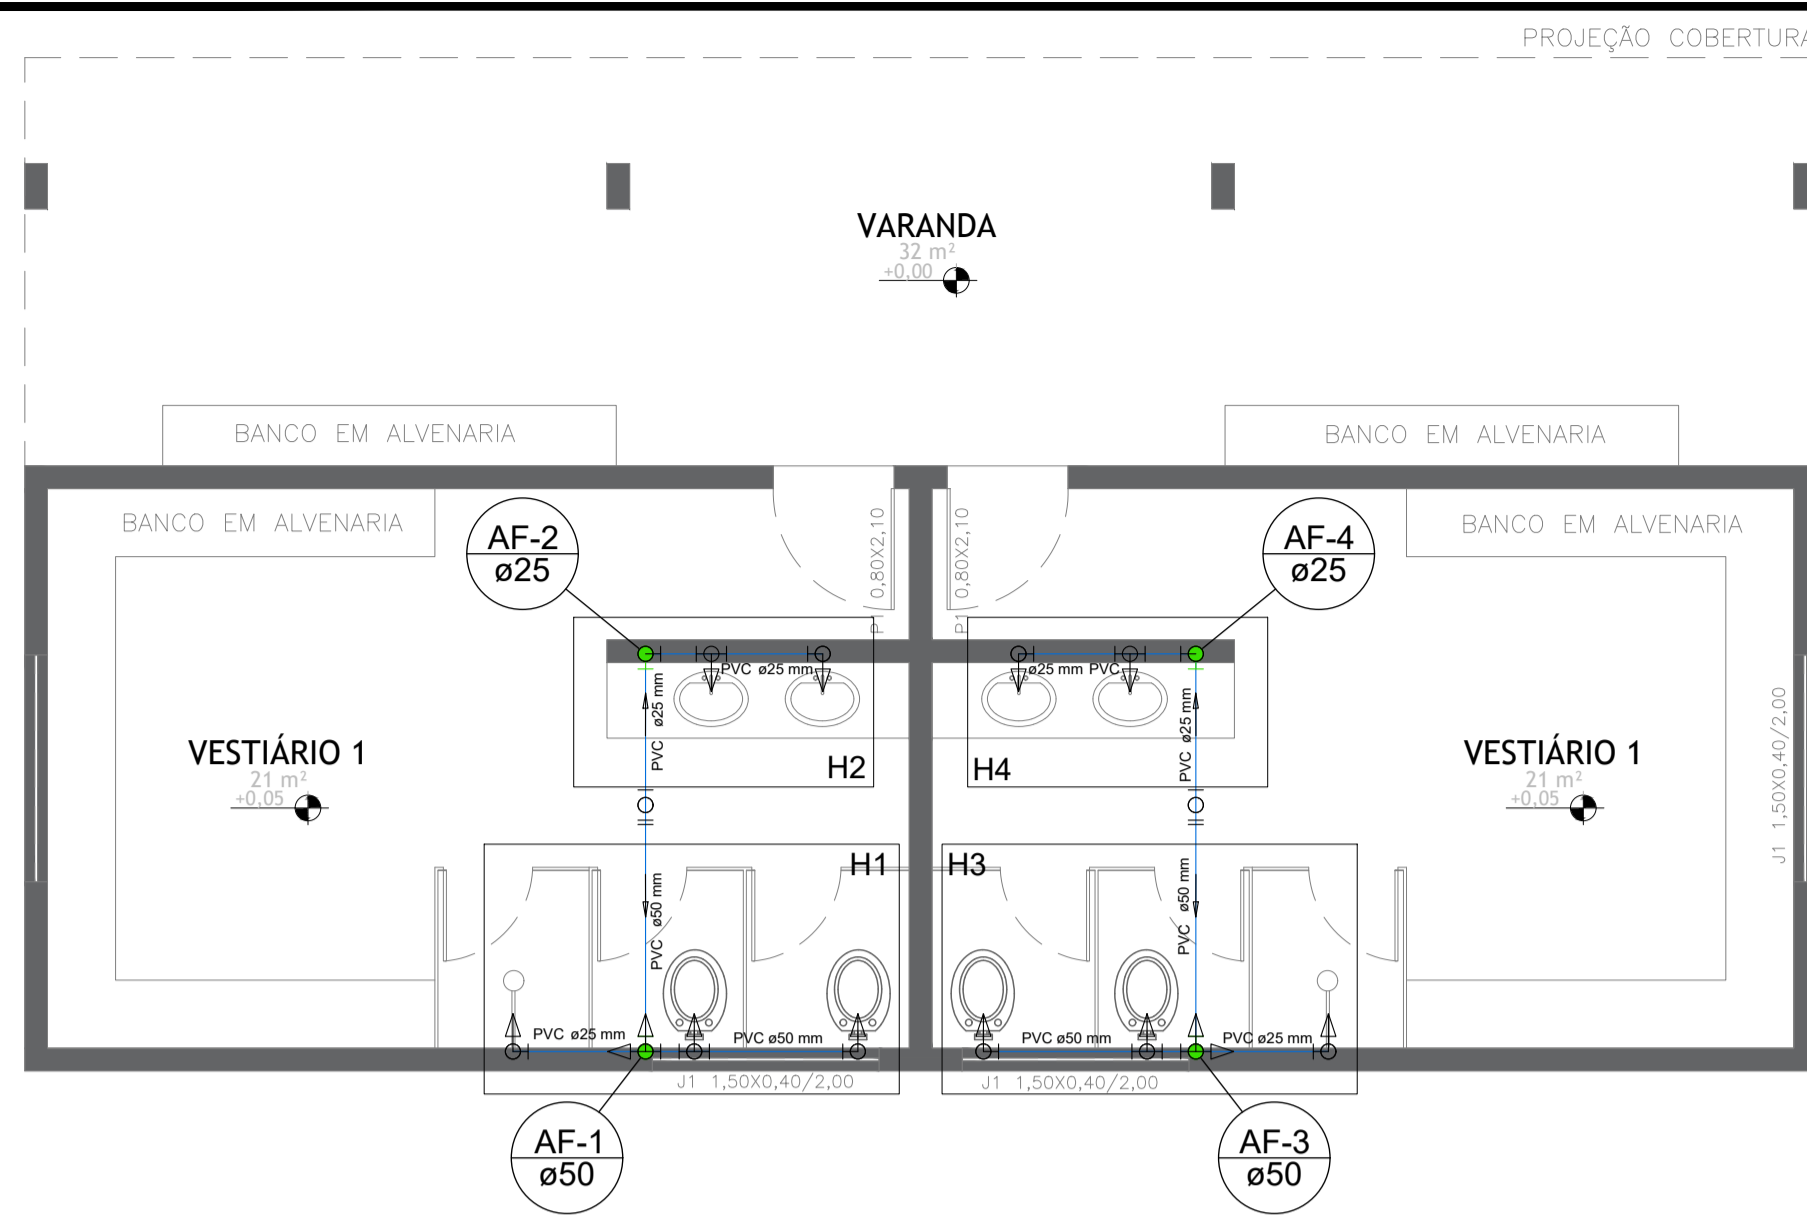 PROJEÇÃO COBERTURA
VARANDA
32 m²
+0,00
BANCO EM ALVENARIA
BANCO EM ALVENARIA
BANCO EM ALVENARIA
BANCO EM ALVENARIA
AF-2
ø25
AF-4
ø25
P1 0,80X2,10
P1 0,80X2,10
PVC ø25 mm
ø25 mm PVC
PVC ø25 mm
PVC ø25 mm
VESTIÁRIO 1
21 m²
+0,05
H2
H4
VESTIÁRIO 1
21 m²
+0,05
J1 1,50X0,40/2,00
H1
H3
PVC ø50 mm
PVC ø50 mm
PVC ø25 mm
PVC ø50 mm
PVC ø50 mm
PVC ø25 mm
J1 1,50X0,40/2,00
J1 1,50X0,40/2,00
AF-1
ø50
AF-3
ø50